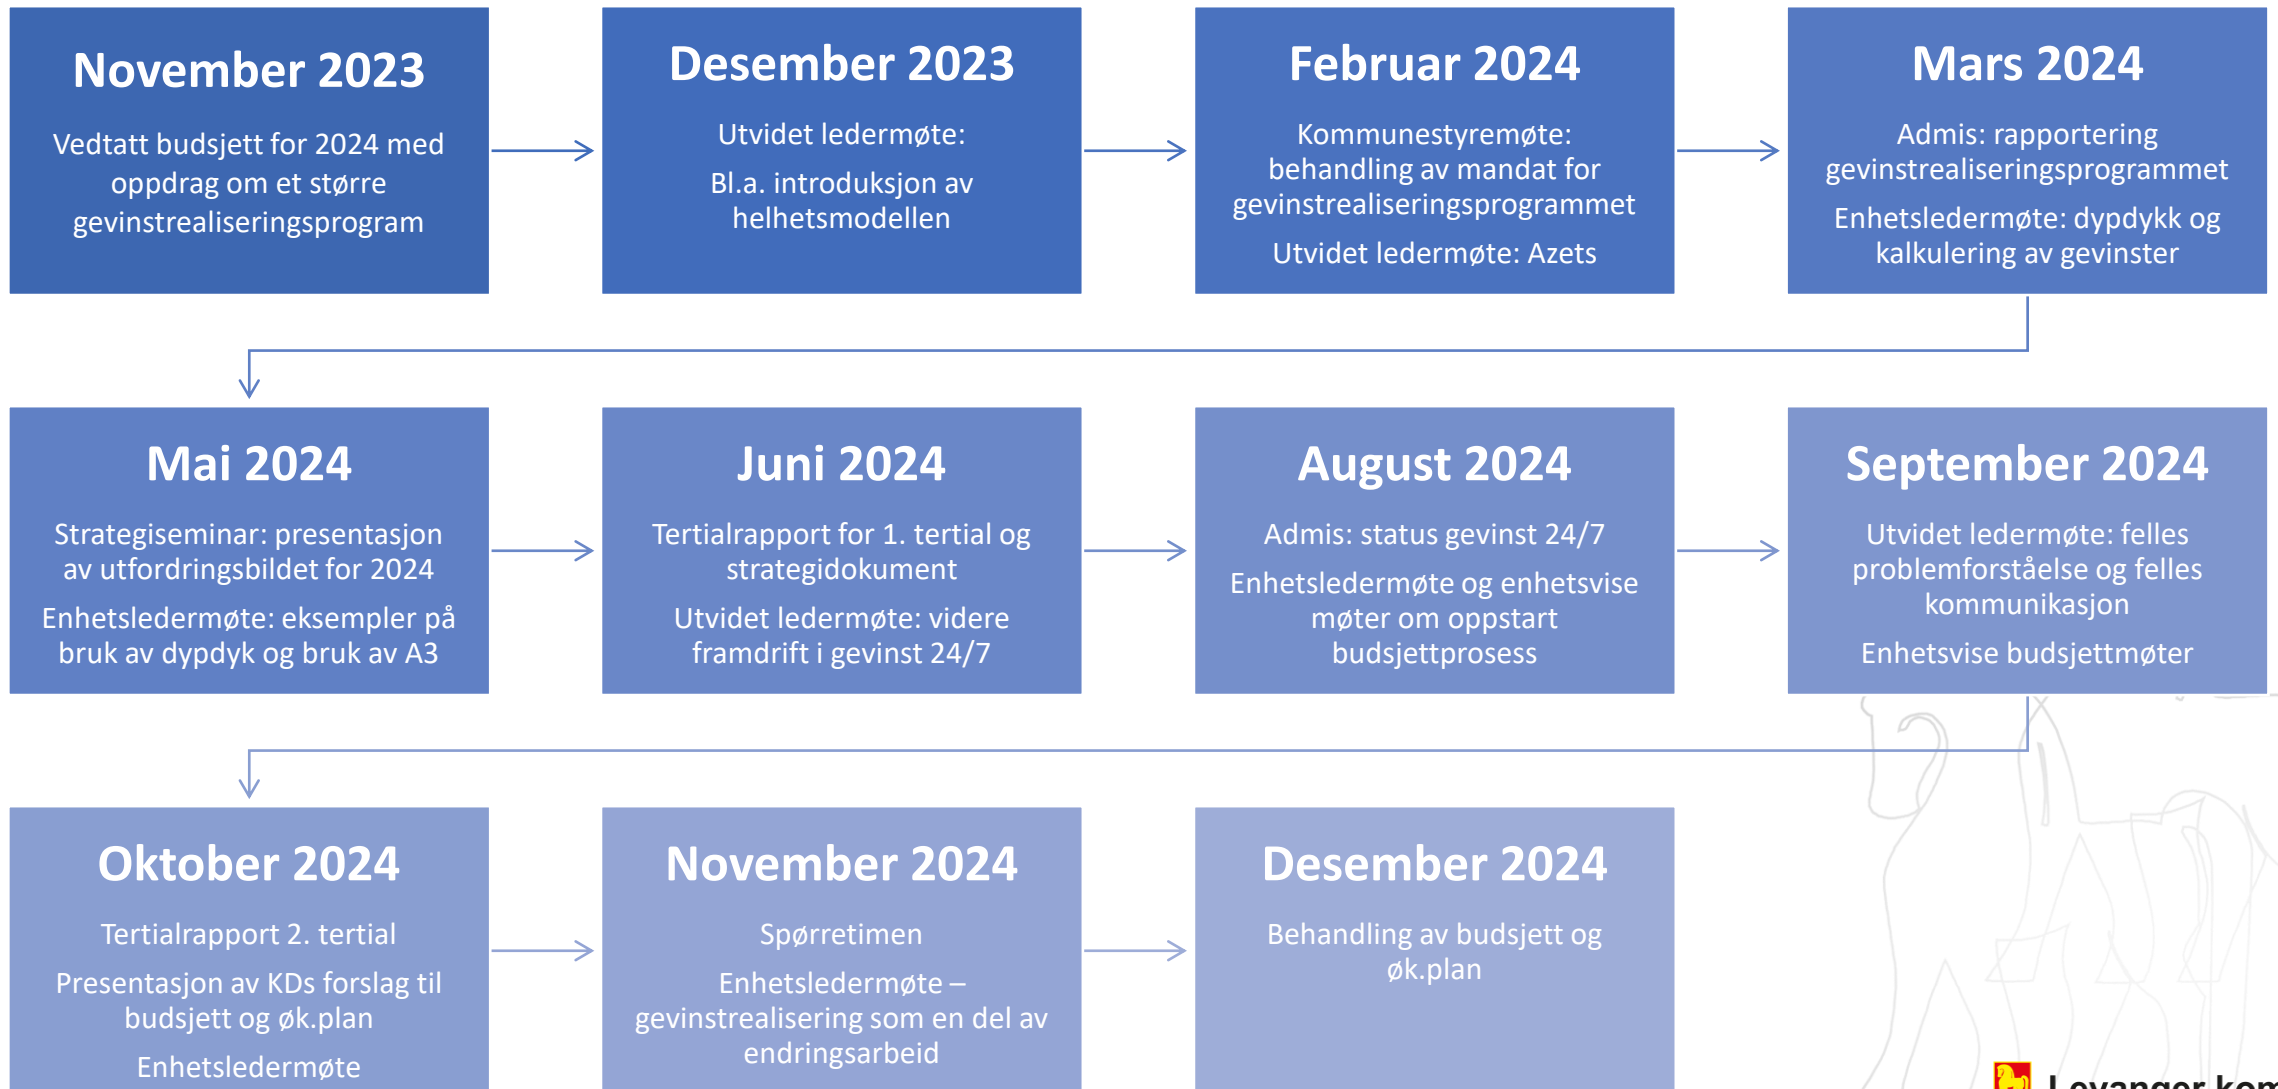 November 2023
Vedtatt budsjett for 2024 med
oppdrag om et større
gevinstrealiseringsprogram
Desember 2023
Utvidet ledermøte:
Bl.a. introduksjon av
helhetsmodellen
Februar 2024
Kommunestyremøte:
behandling av mandat for
gevinstrealiseringsprogrammet
Utvidet ledermøte: Azets
Mars 2024
Admis: rapportering
gevinstrealiseringsprogrammet
Enhetsledermøte: dypdykk og
kalkulering av gevinster
Mai 2024
Strategiseminar: presentasjon
av utfordringsbildet for 2024
Enhetsledermøte: eksempler på
bruk av dypdyk og bruk av A3
Juni 2024
Tertialrapport for 1. tertial og
strategidokument
Utvidet ledermøte: videre
framdrift i gevinst 24/7
August 2024
Admis: status gevinst 24/7
Enhetsledermøte og enhetsvise
møter om oppstart
budsjettprosess
September 2024
Utvidet ledermøte: felles
problemforståelse og felles
kommunikasjon
Enhetsvise budsjettmøter
Oktober 2024
Tertialrapport 2. tertial
Presentasjon av KDs forslag til
budsjett og øk.plan
Enhetsledermøte
November 2024
Spørretimen
Enhetsledermøte –
gevinstrealisering som en del av
endringsarbeid
Desember 2024
Behandling av budsjett og
øk.plan
Levanger kom